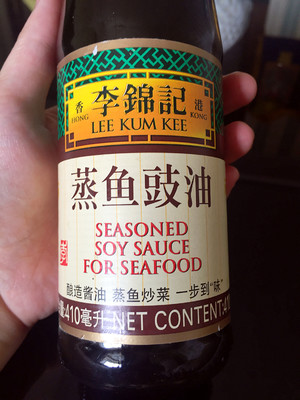 香 李錦記 港
HONG KONG
LEE KUM KEE
蒸鱼豉油
SEASONED
SOY SAUCE
FOR SEAFOOD
酿造酱油 蒸鱼炒菜 一步到“味”
410毫升 NET CONTENT: